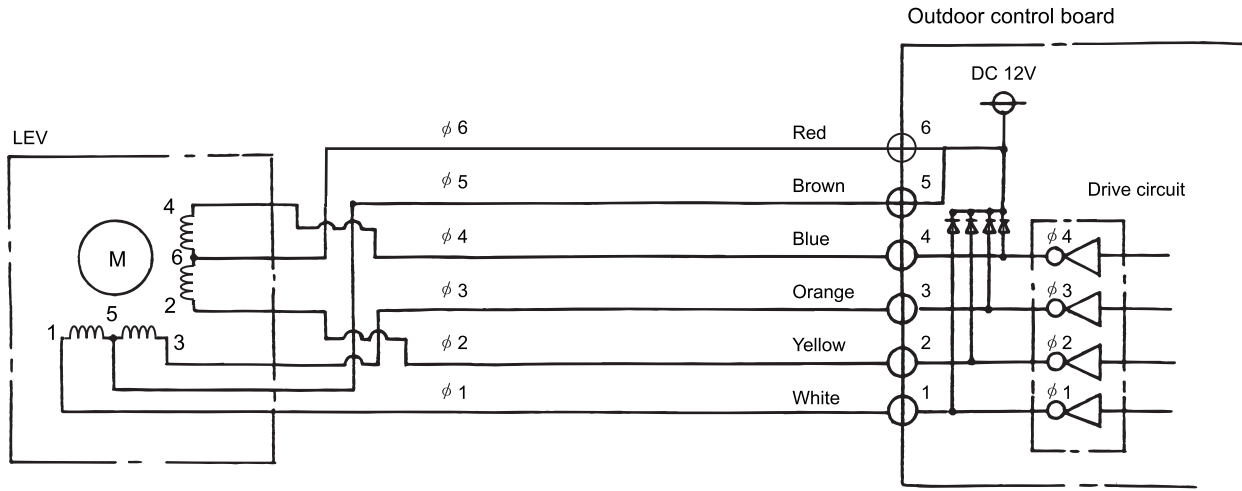 Outdoor control board
DC 12V
LEV
ϕ 6 Red 6
ϕ 5 Brown 5
Drive circuit
4
ϕ 4 Blue 4 ϕ 4
M 6
ϕ 3 Orange 3 ϕ 3
2
5
1 3
ϕ 2 Yellow 2 ϕ 2
ϕ 1 White 1 ϕ 1